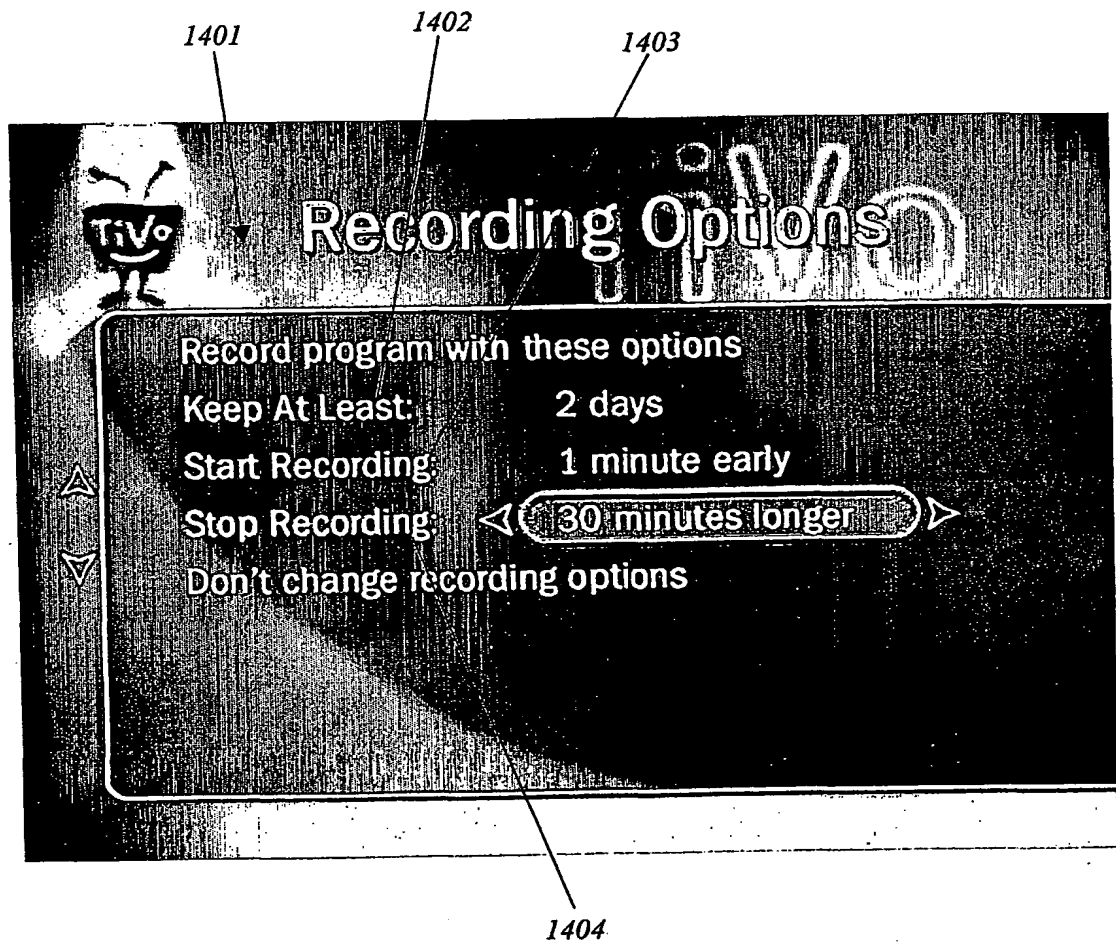 1401
1402
1403
TiVo
TiVo
Recording Options
Record program with these options
Keep At Least: 2 days
Start Recording: 1 minute early
Stop Recording: 30 minutes longer
Don't change recording options
1404